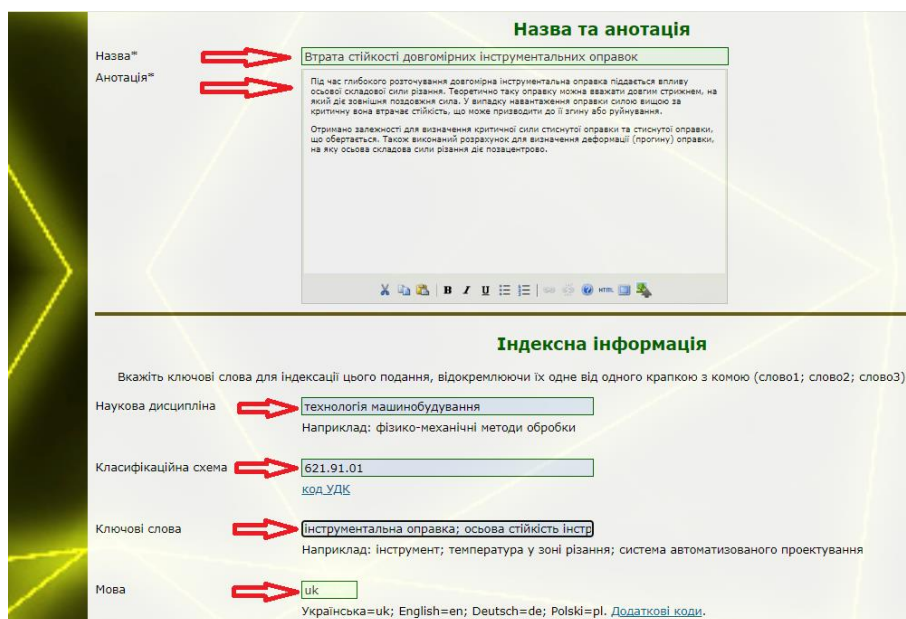 Назва та анотація
Назва*
Втрата стійкості довгомірних інструментальних оправок
Анотація*
Під час глибокого розточування довгомірна інструментальна оправка піддається впливу
осьової складової сили різання. Теоретично таку оправку можна вважати довгим стрижнем, на
який діє зовнішня поздовжня сила. У випадку навантаження оправки силою вищою за
критичну вона втрачає стійкість, що може призводити до її згину або руйнування.
Отримано залежності для визначення критичної сили стиснутої оправки та стиснутої оправки,
що обертається. Також виконаний розрахунок для визначення деформації (прогину) оправки,
на яку осьова складова сили різання діє позацентрово.
B I U HTML
Індексна інформація
Вкажіть ключові слова для індексації цього подання, відокремлюючи їх одне від одного крапкою з комою (слово1; слово2; слово3)
Наукова дисципліна
технологія машинобудування
Наприклад: фізико-механічні методи обробки
Класифікаційна схема
621.91.01
код УДК
Ключові слова
інструментальна оправка; осьова стійкість інстр
Наприклад: інструмент; температура у зоні різання; система автоматизованого проектування
Мова
uk
Українська=uk; English=en; Deutsch=de; Polski=pl. Додаткові коди.